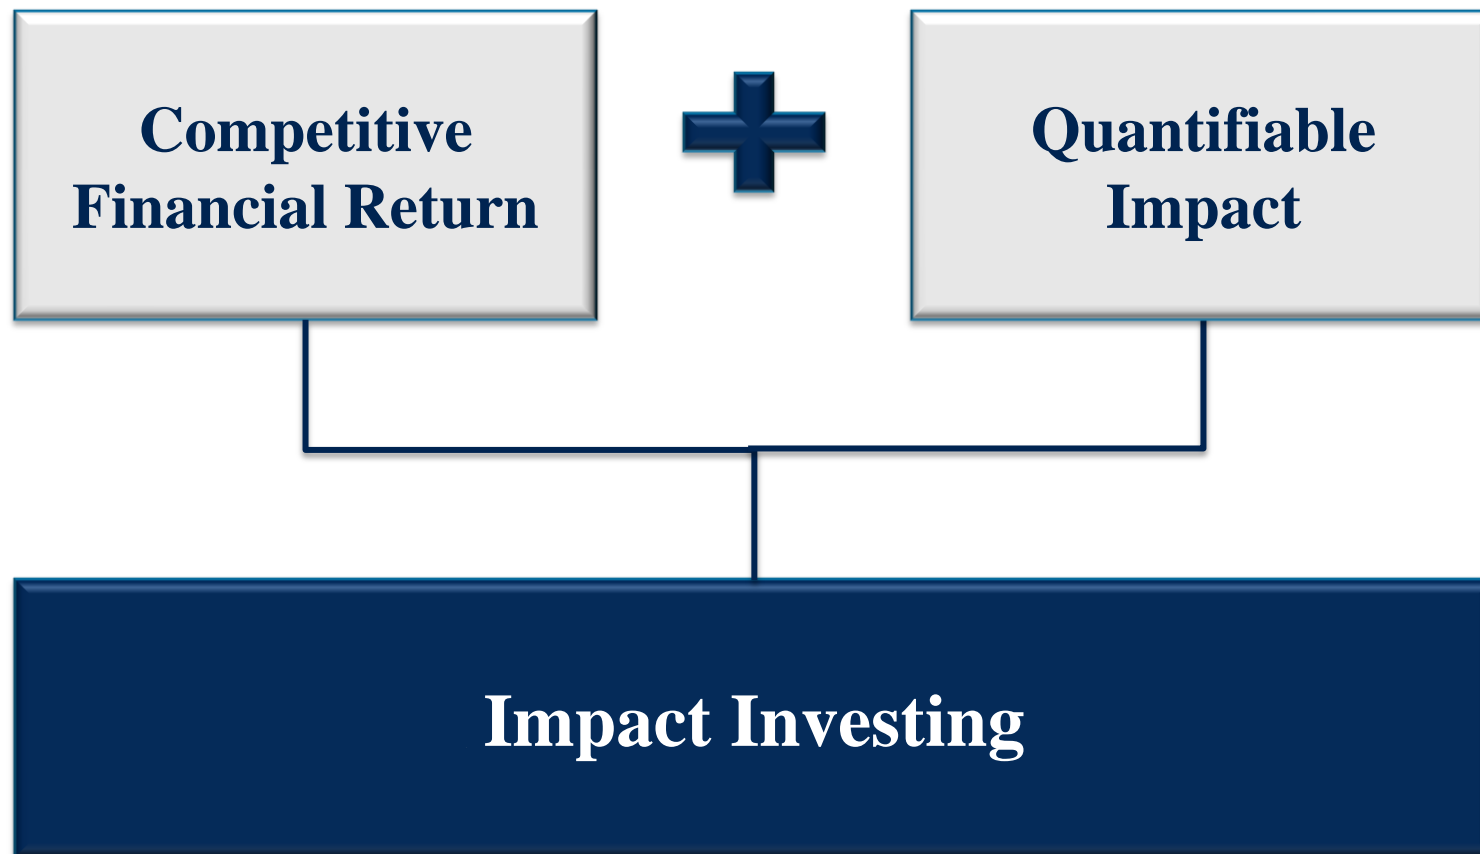 Competitive
Financial Return
Quantifiable
Impact
Impact Investing